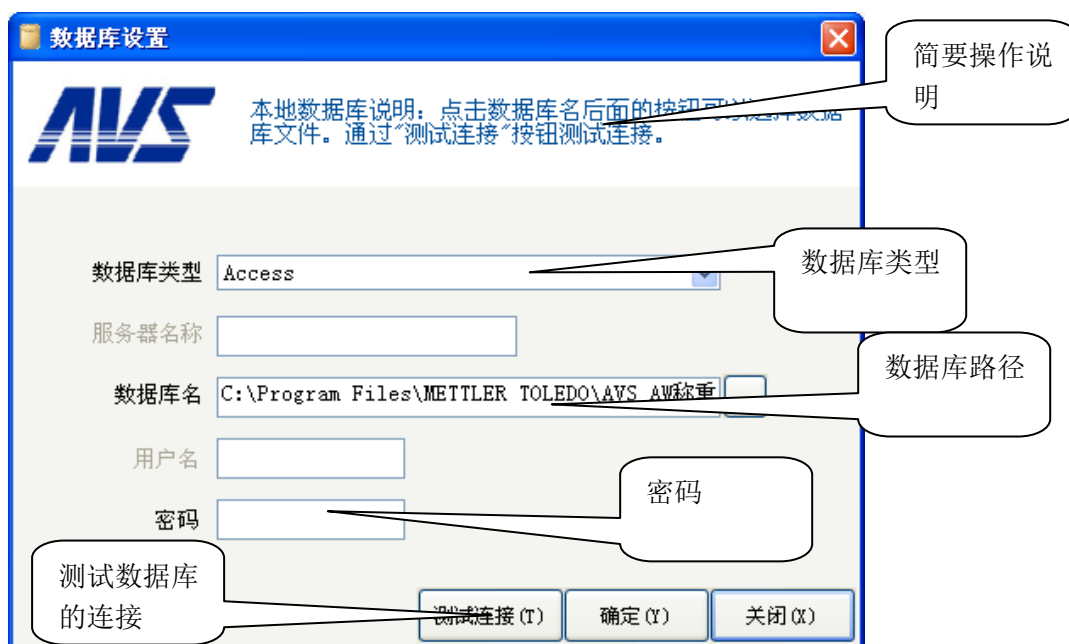 数据库设置
简要操作说
明
AVS
本地数据库说明：点击数据库名后面的按钮可以选择数据
库文件。通过"测试连接"按钮测试连接。
数据库类型 Access
数据库类型
服务器名称
数据库路径
数据库名 C:\Program Files\METTLER TOLEDO\AVS AW称重
用户名
密码
密码
测试数据库
的连接
测试连接(T) 确定(Y) 关闭(X)